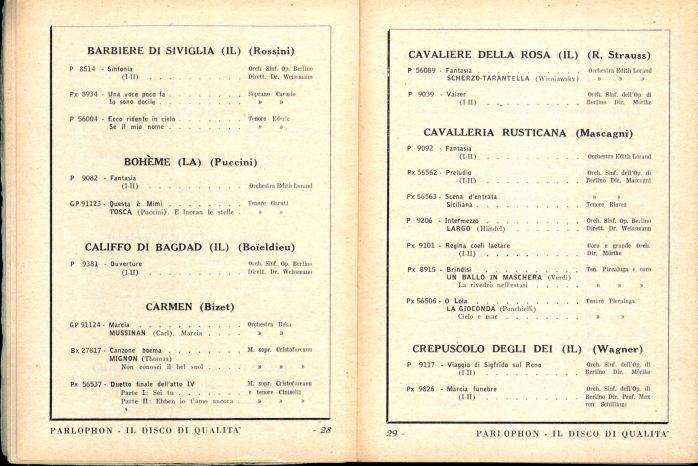 BARBIERE DI SIVIGLIA (IL) (Rossini)
P 8514 - Sinfonia Orch. Sinf. Op. Berlino
(I-II) . . . . . . . . . Dirett. Dr. Weissmann
Px 8934 - Una voce poco fa . . . . . . Soprano Carosio
Io sono docile . . . . . . . » »
P 56004 - Ecco ridente in cielo . . . . . Tenore Ederle
Se il mio nome . . . . . . » »
BOHÈME (LA) (Puccini)
P 9082 - Fantasia
(I-II) . . . . . . . . . Orchestra Edith Lorand
GP 91123 - Questa è Mimì . . . . . . Tenore Garuti
TOSCA (Puccini). E lucean le stelle . » »
CALIFFO DI BAGDAD (IL) (Boïeldieu)
P 9381 - Ouverture Orch. Sinf. Op. Berlino
(I-II) . . . . . . . . . Dirett. Dr. Weissmann
CARMEN (Bizet)
GP 91124 - Marcia . . . . . . . . Orchestra Beka
MUSSINAN (Carl). Marcia . . . . » »
Bx 27817 - Canzone boema . . . . . . M. sopr. Cristoforeanu
MIGNON (Thomas)
Non conosci il bel suol . . . . . » » »
Px 56537 - Duetto finale dell'atto IV M. sopr. Cristoforeanu
Parte I: Sei tu . . . . . . . e tenore Ciniselli
Parte II: Ebben io t'amo ancora . » » »
PARLOPHON - IL DISCO DI QUALITA' - 28
CAVALIERE DELLA ROSA (IL) (R. Strauss)
P 56089 - Fantasia . . . . . . . . . Orchestra Edith Lorand
SCHERZO-TARANTELLA (Wieniawsky) » » »
P 9039 - Valzer Orch. Sinf. dell'Op. di
(I-II) . . . . . . . . . Berlino Dir. Mörike
CAVALLERIA RUSTICANA (Mascagni)
P 9092 - Fantasia
(I-II) . . . . . . . . . Orchestra Edith Lorand
Px 56562 - Preludio Orch. Sinf. dell'Op. di
(I-II) . . . . . . . . . Berlino Dir. Mascagni
Px 56563 - Scena d'entrata » »
Siciliana . . . . . . . . . Tenore
P 9206 - Intermezzo . . . . . . . . Orch. Sinf. Op. Berlino
LARGO (Händel) . . . . . . . Dirett. Dr. Weissmann
Px 9101 - Regina coeli laetare Coro e grande Orch.
(I-II) . . . . . . . . . Dir. Mörike
Px 8915 - Brindisi . . . . . . . . . Ten. Piccaluga e coro
UN BALLO IN MASCHERA (Verdi)
La rivedrò nell'estasi . . . . . » » »
Px 56506 - O Lola . . . . . . . . . Tenore Piccaluga
LA GIOCONDA (Ponchielli)
Cielo e mar . . . . . . . . » »
CREPUSCOLO DEGLI DEI (IL) (Wagner)
P 9117 - Viaggio di Sigfrido sul Reno Orch. Sinf. dell'Op. di
(I-II) . . . . . . . . . Berlino Dir. Mörike
Px 9826 - Marcia funebre Orch. Sinf. dell'Op. di
(I-II) . . . . . . . . . Berlino Dir. Prof. Max
von Schillings
29 - PARLOPHON - IL DISCO DI QUALITA'